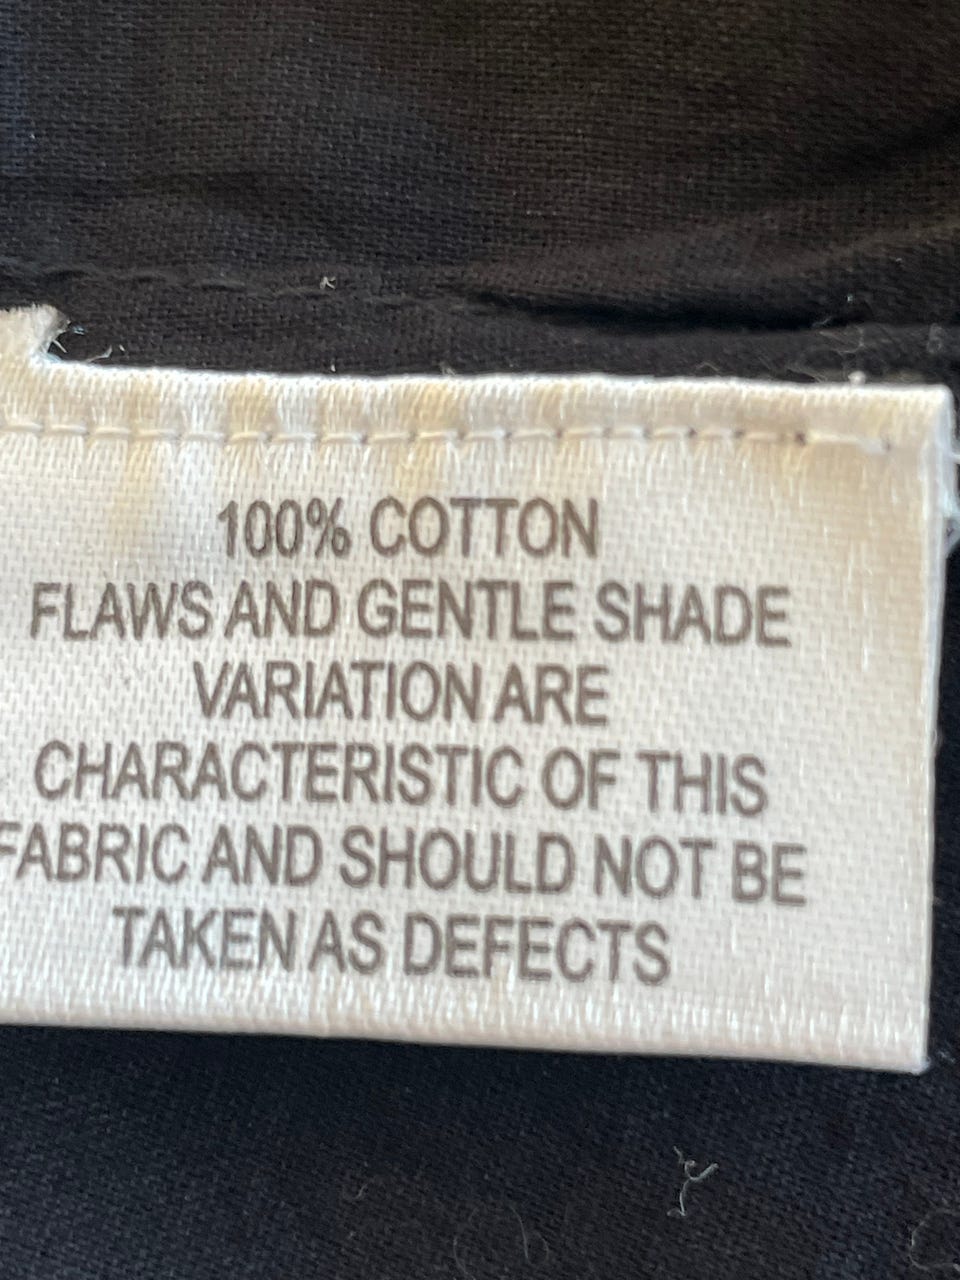 100% COTTON
FLAWS AND GENTLE SHADE
VARIATION ARE
CHARACTERISTIC OF THIS
FABRIC AND SHOULD NOT BE
TAKEN AS DEFECTS